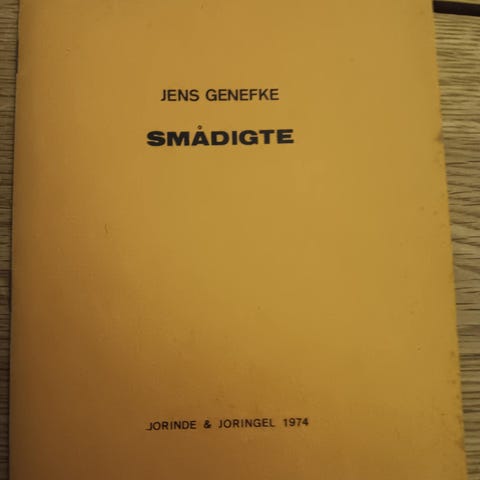 JENS GENEFKE
SMÅDIGTE
JORINDE & JORINGEL 1974